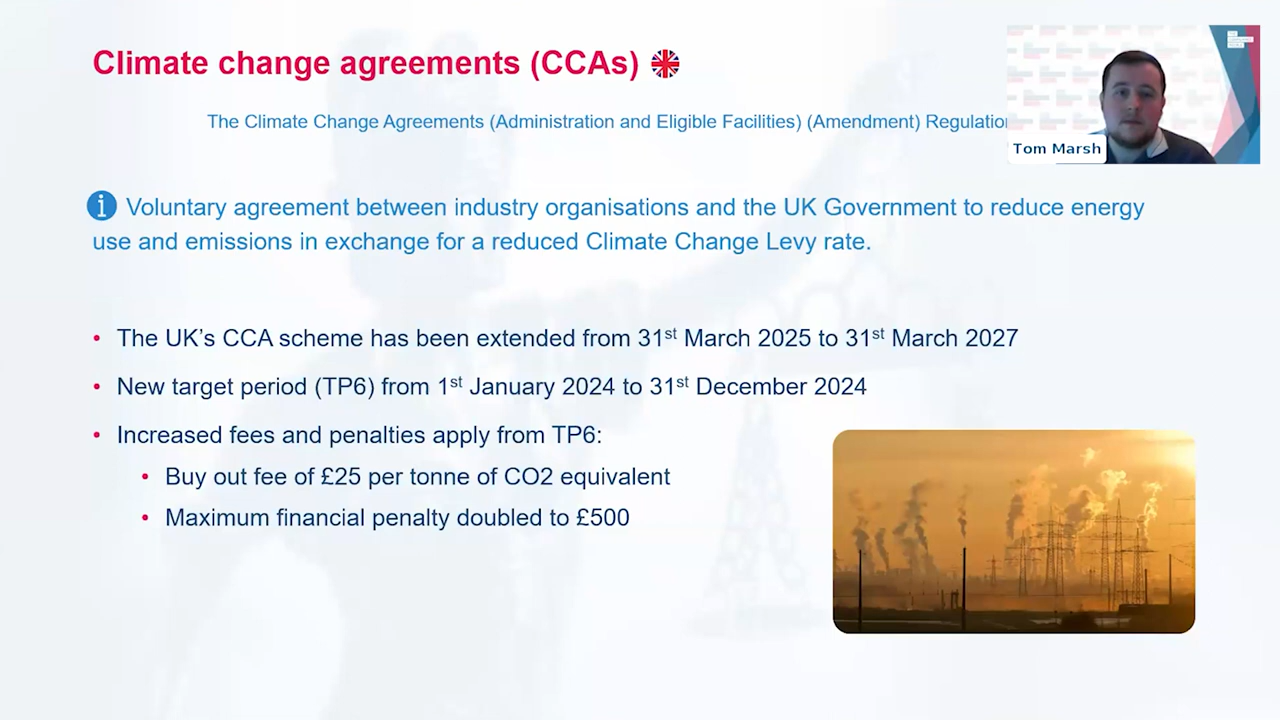 Climate change agreements (CCAs)
The Climate Change Agreements (Administration and Eligible Facilities) (Amendment)
Tom Marsh
i Voluntary agreement between industry organisations and the UK Government to reduce energy
use and emissions in exchange for a reduced Climate Change Levy rate.
• The UK’s CCA scheme has been extended from 31st March 2025 to 31st March 2027
• New target period (TP6) from 1st January 2024 to 31st December 2024
• Increased fees and penalties apply from TP6:
• Buy out fee of £25 per tonne of CO2 equivalent
• Maximum financial penalty doubled to £500